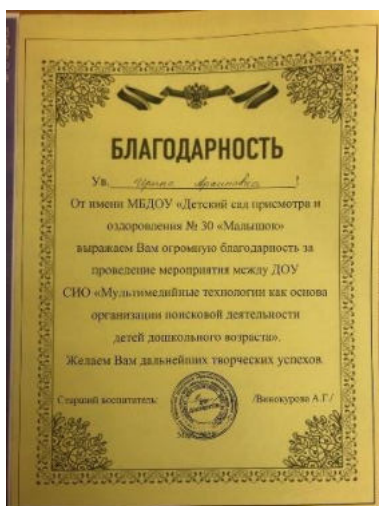 БЛАГОДАРНОСТЬ
Ув. Ирина !
От имени МБДОУ «Детский сад присмотра и
оздоровления № 30 «Малышок»
выражаем Вам огромную благодарность за
проведение мероприятия между ДОУ
СИО «Мультимедийные технологии как основа
организации поисковой деятельности
детей дошкольного возраста».
Желаем Вам дальнейших творческих успехов.
Старший воспитатель: /Винокурова А.Г/